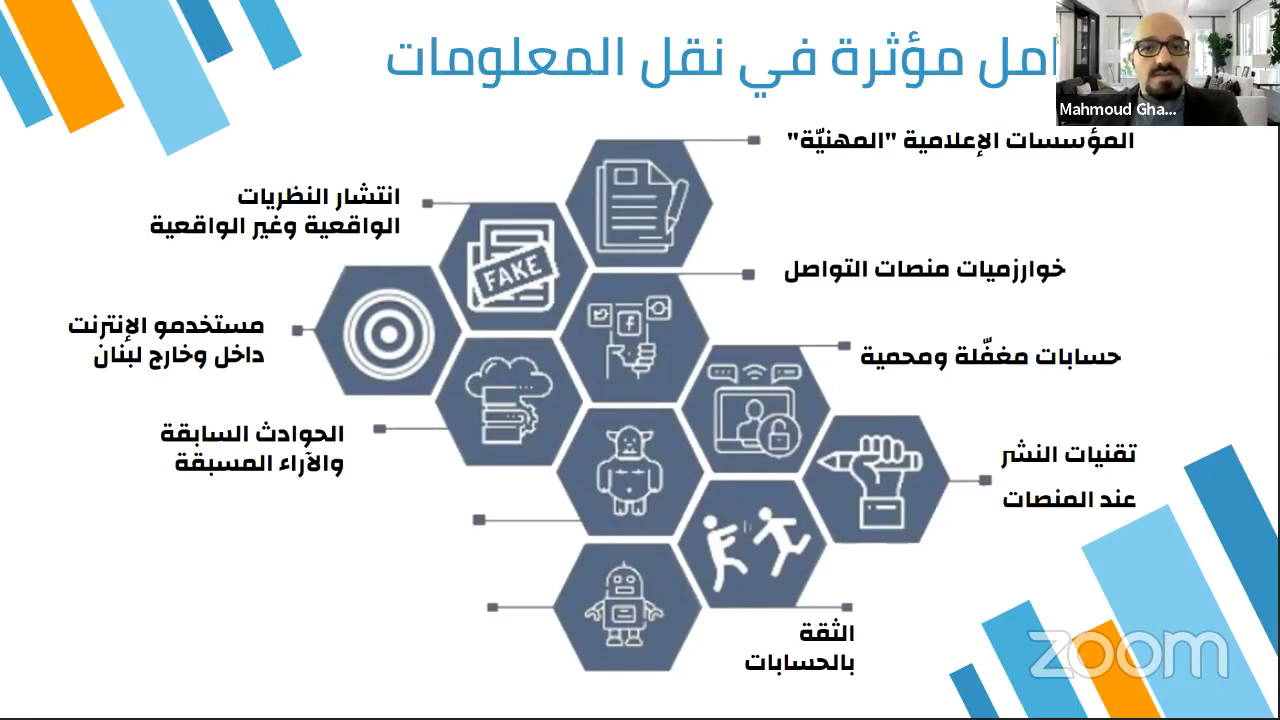 امل مؤثرة في نقل المعلومات
Mahmoud Gha...
المؤسسات الإعلامية "المهنيّة"
انتشار النظريات
الواقعية وغير الواقعية
FAKE
خوارزميات منصات التواصل
مستخدمو الإنترنت
داخل وخارج لبنان
حسابات مغفّلة ومحمية
الحوادث السابقة
والآراء المسبقة
تقنيات النشر
عند المنصات
الثقة
بالحسابات
zoom